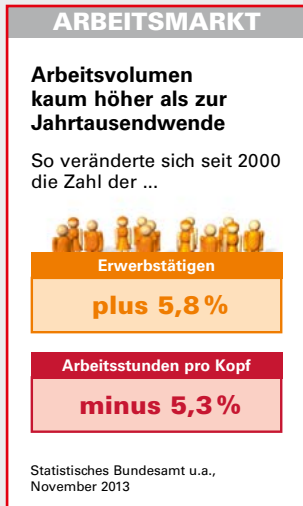 ARBEITSMARKT
Arbeitsvolumen
kaum höher als zur
Jahrtausendwende
So veränderte sich seit 2000
die Zahl der ...
Erwerbstätigen
plus 5,8 %
Arbeitsstunden pro Kopf
minus 5,3 %
Statistisches Bundesamt u.a.,
November 2013